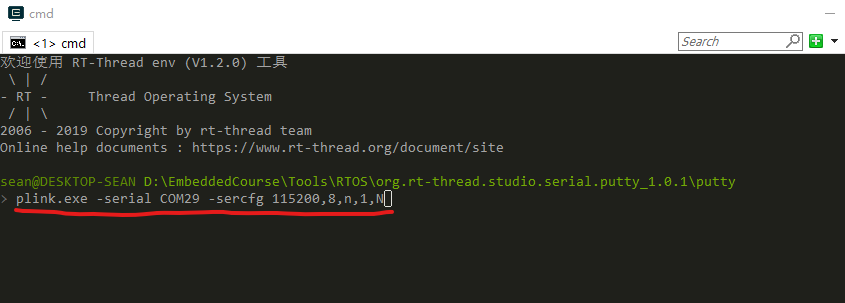 cmd
<1> cmd
Search
欢迎使用 RT-Thread env (V1.2.0) 工具
 \ | /
- RT -     Thread Operating System
 / | \
2006 - 2019 Copyright by rt-thread team
Online help documents : https://www.rt-thread.org/document/site
sean@DESKTOP-SEAN D:\EmbeddedCourse\Tools\RTOS\org.rt-thread.studio.serial.putty_1.0.1\putty
> plink.exe -serial COM29 -sercfg 115200,8,n,1,N